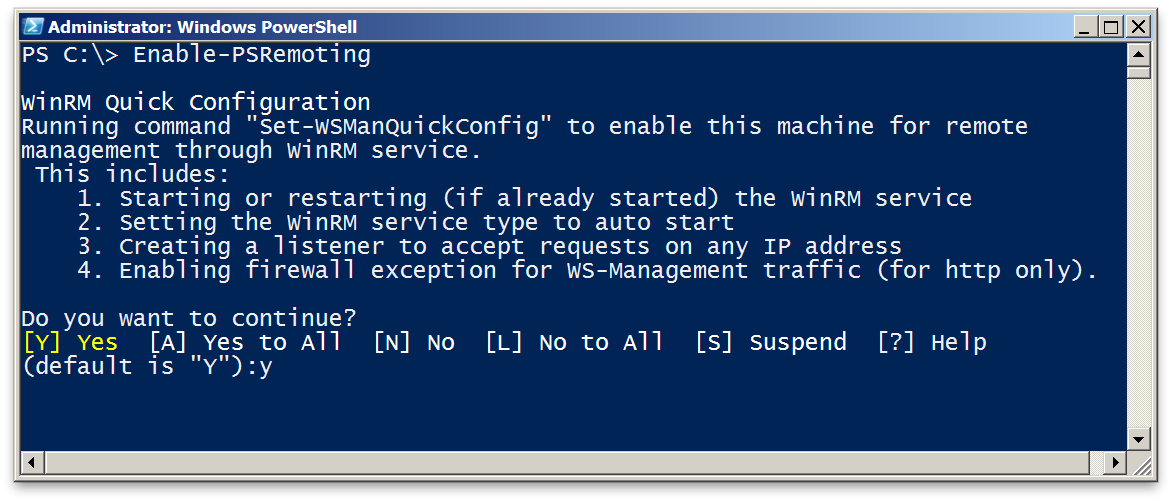 Administrator: Windows PowerShell
PS C:\> Enable-PSRemoting
WinRM Quick Configuration
Running command "Set-WSManQuickConfig" to enable this machine for remote
management through WinRM service.
This includes:
1. Starting or restarting (if already started) the WinRM service
2. Setting the WinRM service type to auto start
3. Creating a listener to accept requests on any IP address
4. Enabling firewall exception for WS-Management traffic (for http only).
Do you want to continue?
[Y] Yes  [A] Yes to All  [N] No  [L] No to All  [S] Suspend  [?] Help
(default is "Y"):y